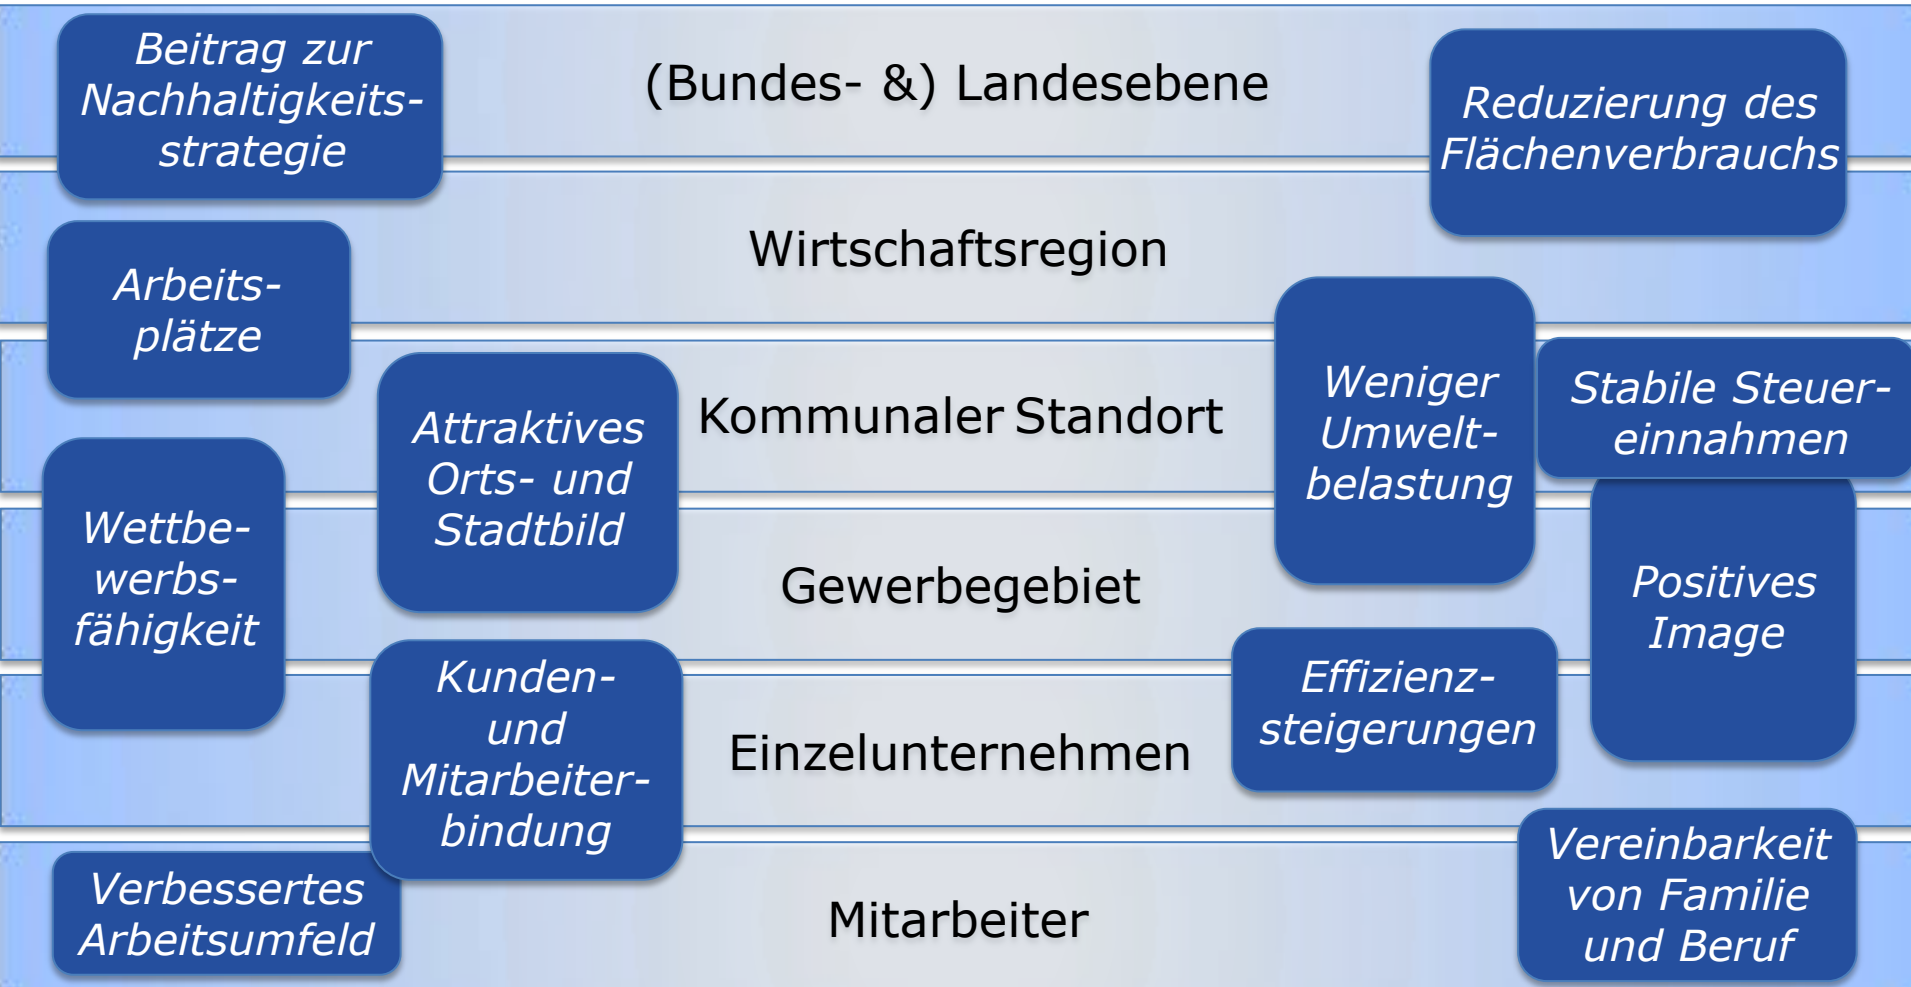 Beitrag zur
Nachhaltigkeits-
strategie
(Bundes- &) Landesebene
Reduzierung des
Flächenverbrauchs
Wirtschaftsregion
Arbeits-
plätze
Kommunaler Standort
Attraktives
Orts- und
Stadtbild
Weniger
Umwelt-
belastung
Stabile Steuer-
einnahmen
Wettbe-
werbs-
fähigkeit
Gewerbegebiet
Positives
Image
Kunden-
und
Mitarbeiter-
bindung
Einzelunternehmen
Effizienz-
steigerungen
Verbessertes
Arbeitsumfeld
Mitarbeiter
Vereinbarkeit
von Familie
und Beruf